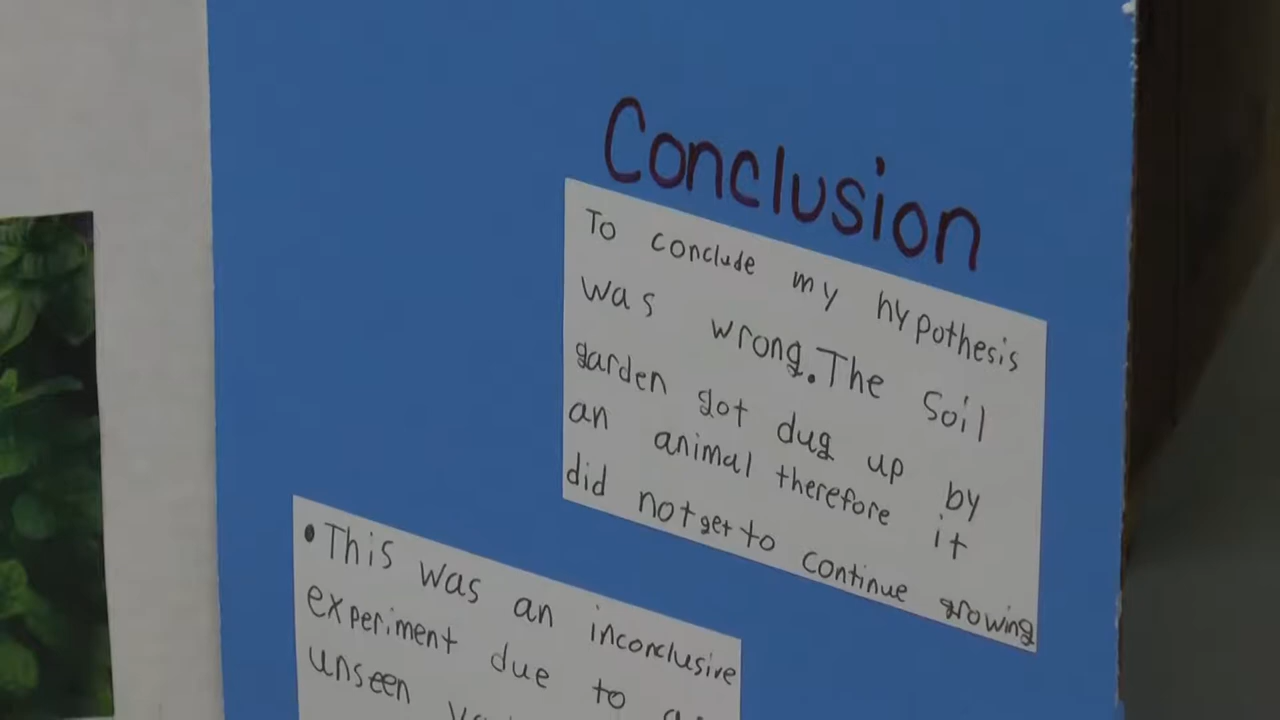 Conclusion
To conclude my hypothesis
was wrong. The Soil
garden got dug up by
an animal therefore it
did not get to continue growing
• This was an inconclusive
experiment due to
unseen